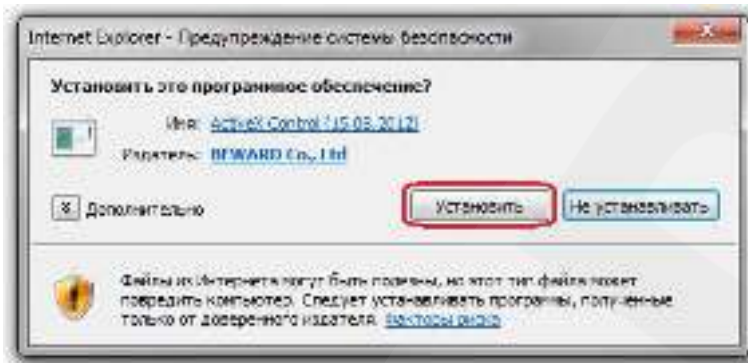 Internet Explorer - Предупреждение системы безопасности
Установить это программное обеспечение?
Имя: ActiveX Control (15.08.2012)
Издатель: BEWARD Co., Ltd
Дополнительно
Установить
Не устанавливать
Файлы из Интернета могут быть полезны, но этот тип файла может
повредить компьютер. Следует устанавливать программы, полученные
только от доверенного издателя. Факторы риска